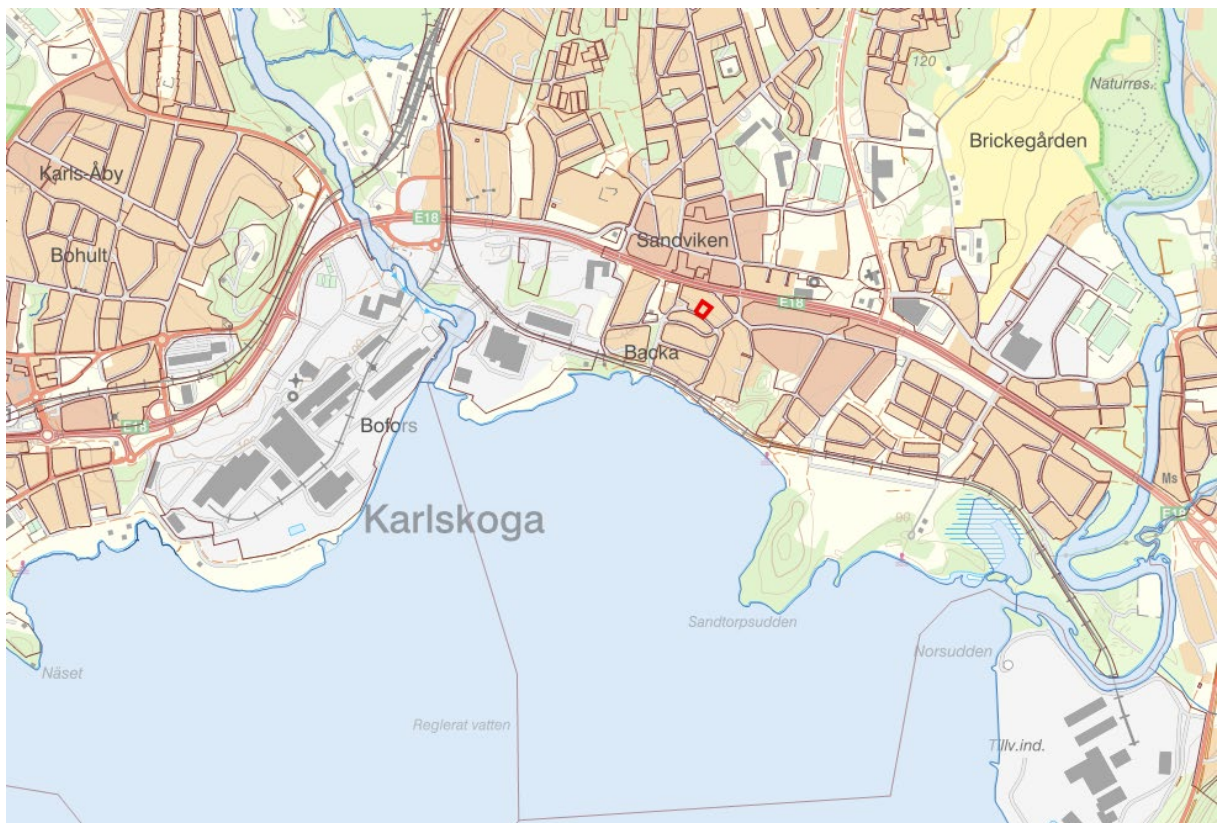 120
Naturres.
Brickegården
Karls-Åby
E18
Sandviken
Bohult
E18
Backa
E18
Bofors
Ms
Karlskoga
90
E18
Sandtorpsudden
Norsudden
Näset
Reglerat vatten
Tillv.ind.